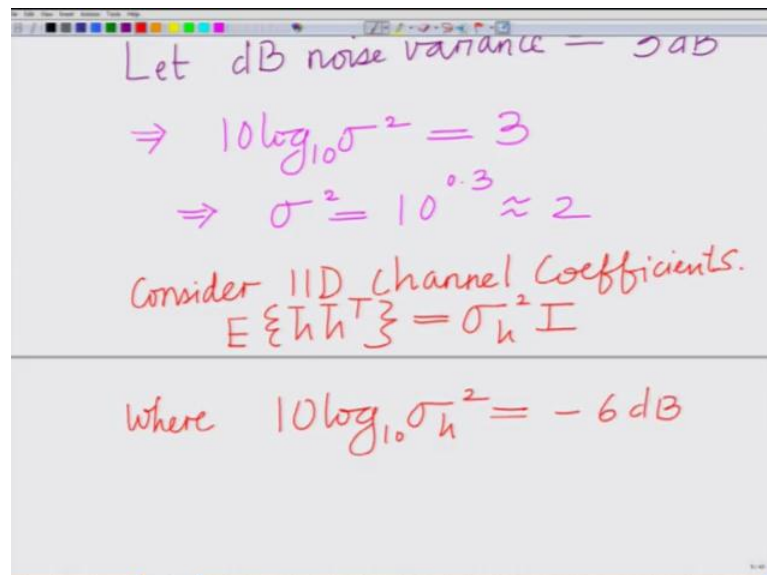 Let dB noise variance = 3dB
⇒ 10log₁₀σ² = 3
⇒ σ² = 10^0.3 ≈ 2
Consider IID Channel Coefficients.
E{h̄h̄ᵀ} = σₕ²I
Where 10log₁₀σₕ² = - 6 dB